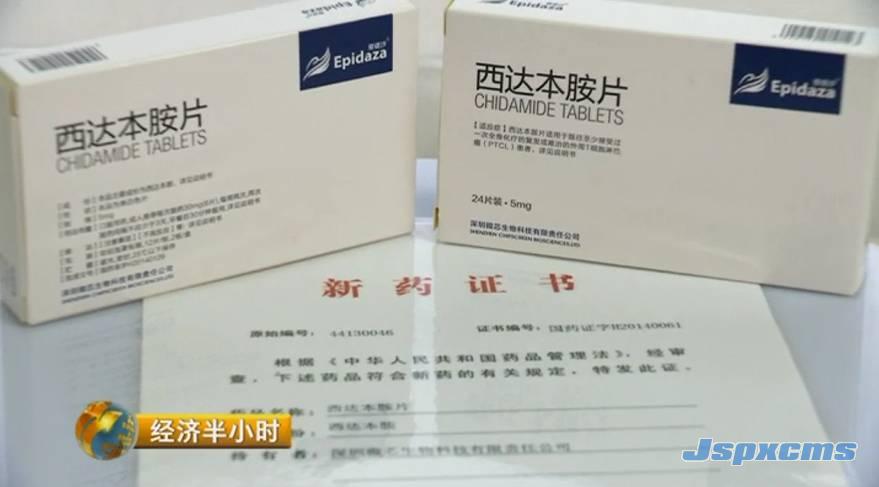 Epidaza
西达本胺片
CHIDAMIDE TABLETS
深圳微芯生物科技有限责任公司
SHENZHEN CHIPSCREEN BIOSCIENCES LTD.
Epidaza
西达本胺片
CHIDAMIDE TABLETS
【适应症】西达本胺片适用于既往至少接受过
一次全身化疗的复发或难治的外周T细胞淋巴
瘤（PTCL）患者，详见说明书
24片装·5mg
深圳微芯生物科技有限责任公司
SHENZHEN CHIPSCREEN BIOSCIENCES LTD.
新药证书
原始编号： 44130046 证书编号：国药证字H20140061
根据《中华人民共和国药品管理法》，经审
查，下述药品符合新药的有关规定，特发此证。
药品名称： 西达本胺片
西达本胺
持有者：深圳微芯生物科技有限责任公司
经济半小时
Jspxcms